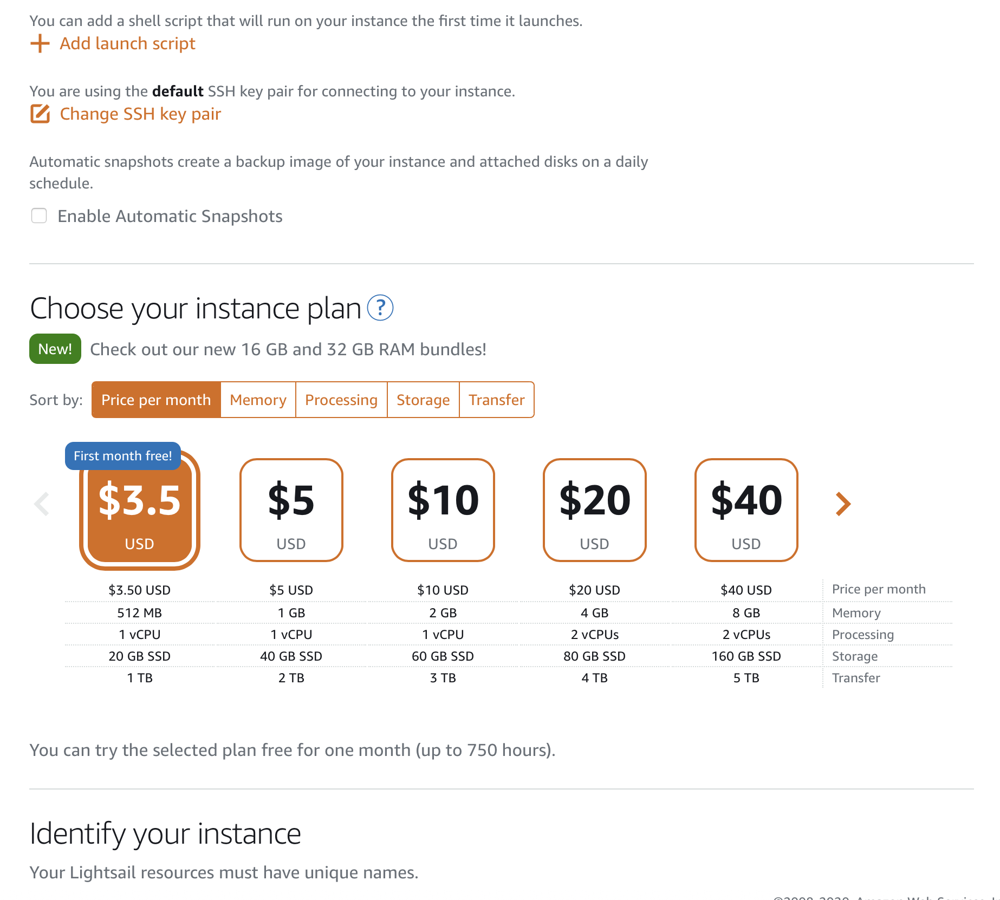 You can add a shell script that will run on your instance the first time it launches.
Add launch script
You are using the default SSH key pair for connecting to your instance.
Change SSH key pair
Automatic snapshots create a backup image of your instance and attached disks on a daily
schedule.
Enable Automatic Snapshots
Choose your instance plan ?
New! Check out our new 16 GB and 32 GB RAM bundles!
Sort by: Price per month Memory Processing Storage Transfer
First month free!
$3.5 $5 $10 $20 $40
USD USD USD USD USD
$3.50 USD $5 USD $10 USD $20 USD $40 USD Price per month
512 MB 1 GB 2 GB 4 GB 8 GB Memory
1 vCPU 1 vCPU 1 vCPU 2 vCPUs 2 vCPUs Processing
20 GB SSD 40 GB SSD 60 GB SSD 80 GB SSD 160 GB SSD Storage
1 TB 2 TB 3 TB 4 TB 5 TB Transfer
You can try the selected plan free for one month (up to 750 hours).
Identify your instance
Your Lightsail resources must have unique names.
©2008-2020, Amazon Web Services,